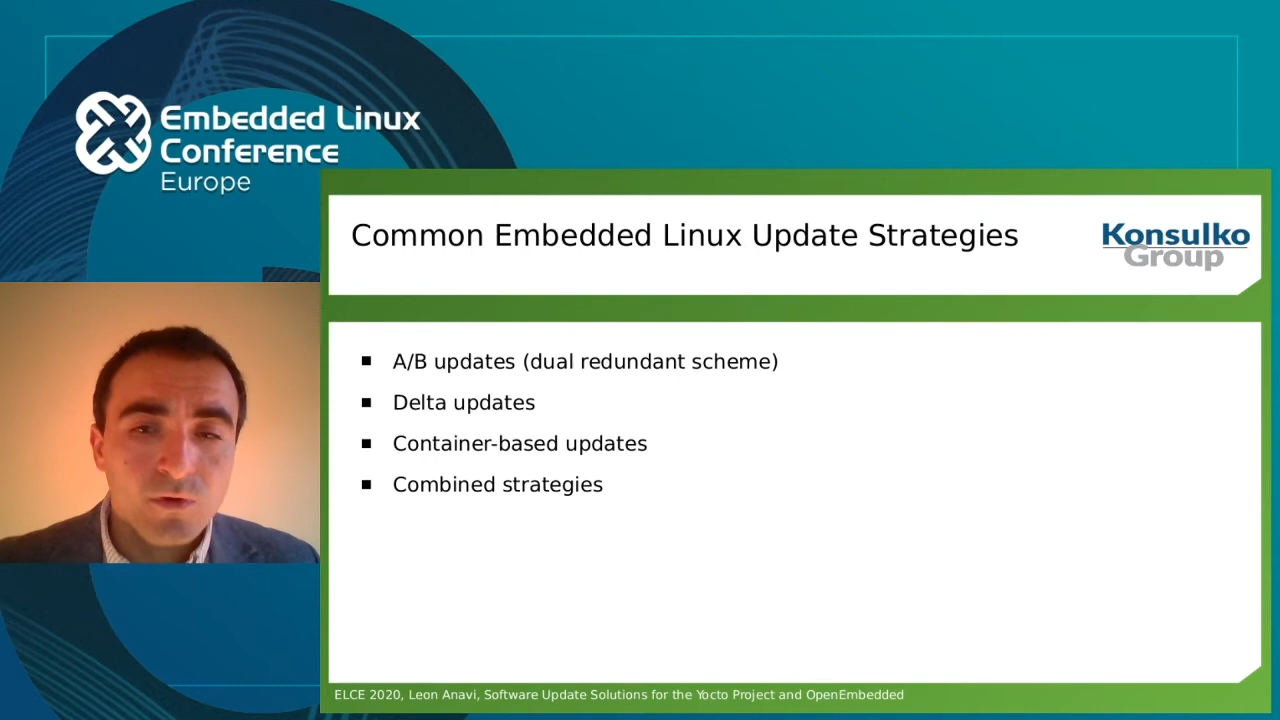 Embedded Linux
Conference
Europe
Common Embedded Linux Update Strategies
Konsulko
Group
A/B updates (dual redundant scheme)
Delta updates
Container-based updates
Combined strategies
ELCE 2020, Leon Anavi, Software Update Solutions for the Yocto Project and OpenEmbedded